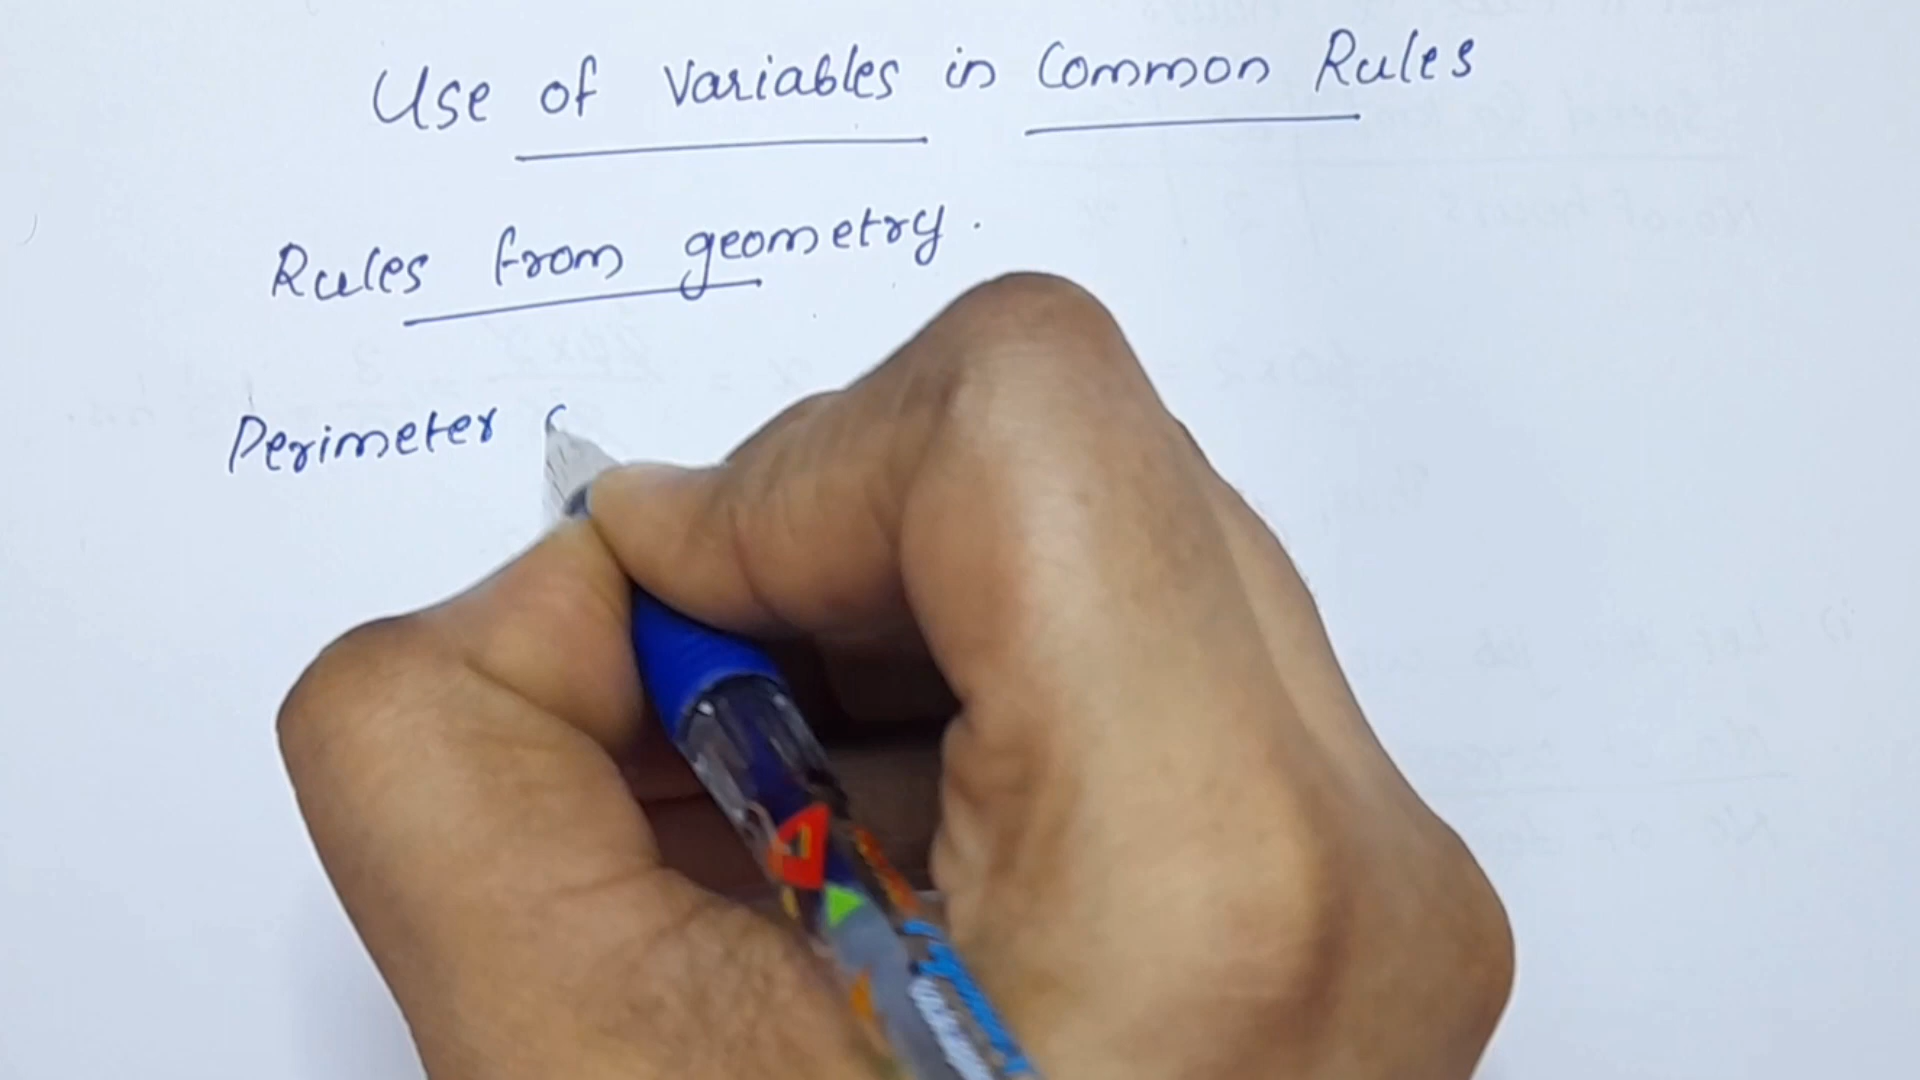 Use of Variables in Common Rules
Rules from geometry.
Perimeter